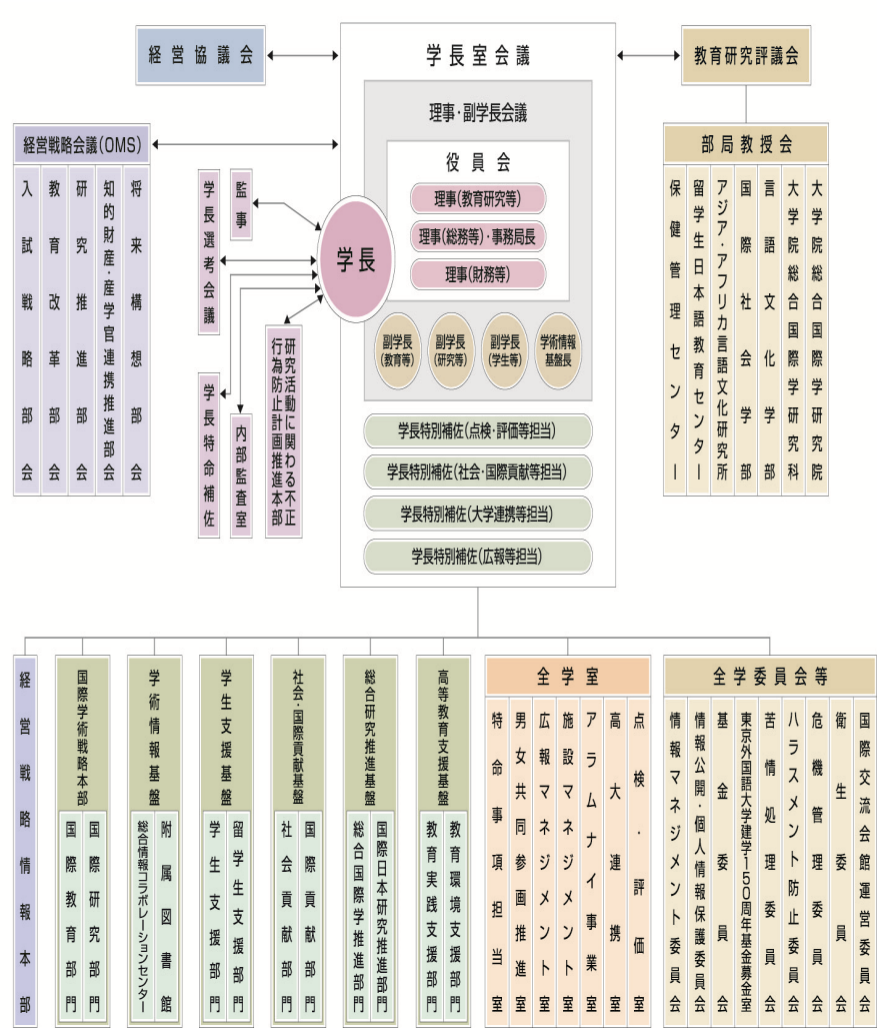 経営協議会
学長室会議
教育研究評議会
理事・副学長会議
役員会
理事(教育研究等)
理事(総務等)・事務局長
理事(財務等)
学長
副学長
(教育等)
副学長
(研究等)
副学長
(学生等)
学術情報
基盤長
学長特別補佐(点検・評価等担当)
学長特別補佐(社会・国際貢献等担当)
学長特別補佐(大学連携等担当)
学長特別補佐(広報等担当)
経営戦略会議(OMS)
将来構想部会
知的財産・産学官連携推進部会
研究推進部会
教育改革部会
入試戦略部会
監事
学長選考会議
学長特命補佐
内部監査室
研究活動に関わる不正
行為防止計画推進本部
部局教授会
大学院総合国際学研究院
大学院総合国際学研究科
言語文化学部
国際社会学部
アジア・アフリカ言語文化研究所
留学生日本語教育センター
保健管理センター
経営戦略情報本部
国際学術戦略本部
国際研究部門
国際教育部門
学術情報基盤
附属図書館
総合情報コラボレーションセンター
学生支援基盤
留学生支援部門
学生支援部門
社会・国際貢献基盤
国際貢献部門
社会貢献部門
総合研究推進基盤
国際日本研究推進部門
総合国際学推進部門
高等教育支援基盤
教育環境支援部門
教育実践支援部門
全学室
点検・評価室
高大連携室
アラムナイ事業室
施設マネジメント室
広報マネジメント室
男女共同参画推進室
特命事項担当室
全学委員会等
国際交流会館運営委員会
衛生委員会
危機管理委員会
ハラスメント防止委員会
苦情処理委員会
東京外国語大学建学150周年基金募金室
基金委員会
情報公開・個人情報保護委員会
情報マネジメント委員会